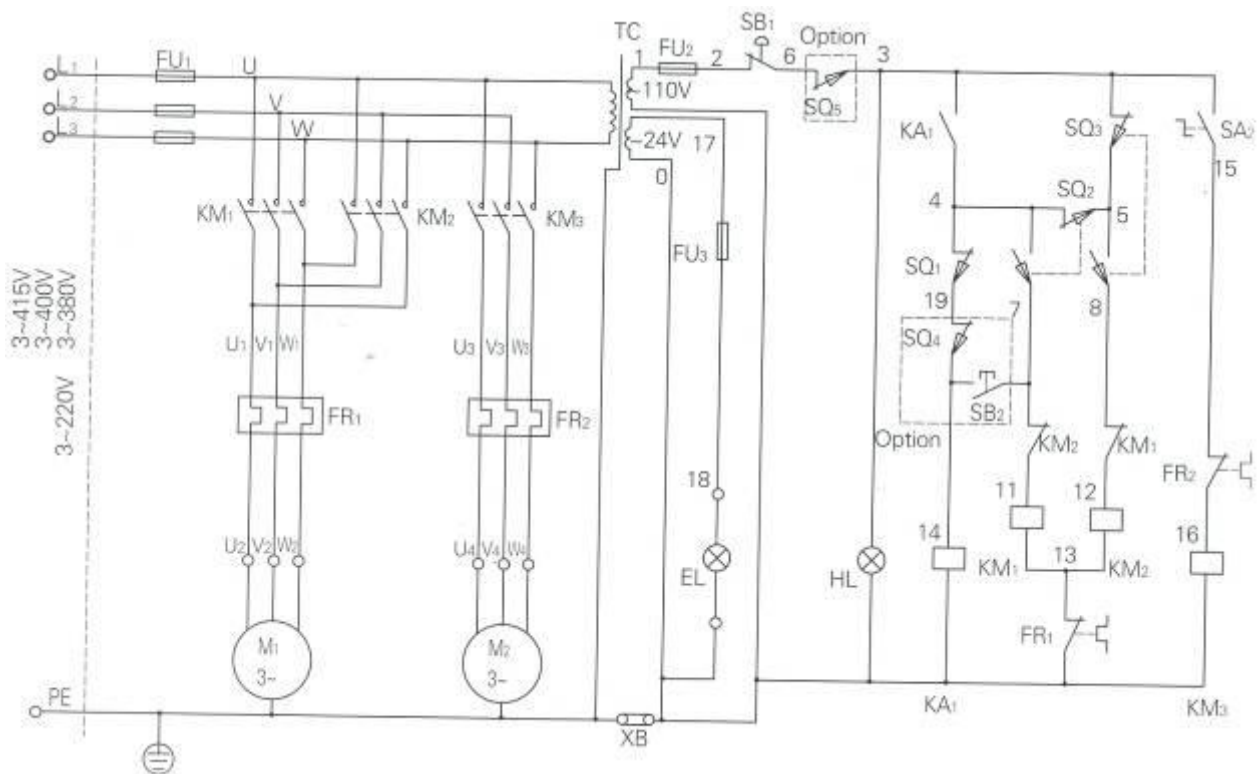 TC
SB1
Option
L1
FU1
U
1
FU2
2
6
3
~110V
SQ5
L2
V
L3
W
~24V
17
0
KA1
SQ3
SA2
15
SQ2
4
5
KM1
KM2
KM3
FU3
SQ1
19
7
8
SQ4
3~415V
3~400V
3~380V
3~220V
U1
V1
W1
U3
V3
W3
SB2
FR1
FR2
Option
KM2
KM1
FR2
18
11
12
14
16
U2
V2
W2
U4
V4
W4
EL
HL
KM1
13
KM2
FR1
M1
3~
M2
3~
PE
XB
KA1
KM3